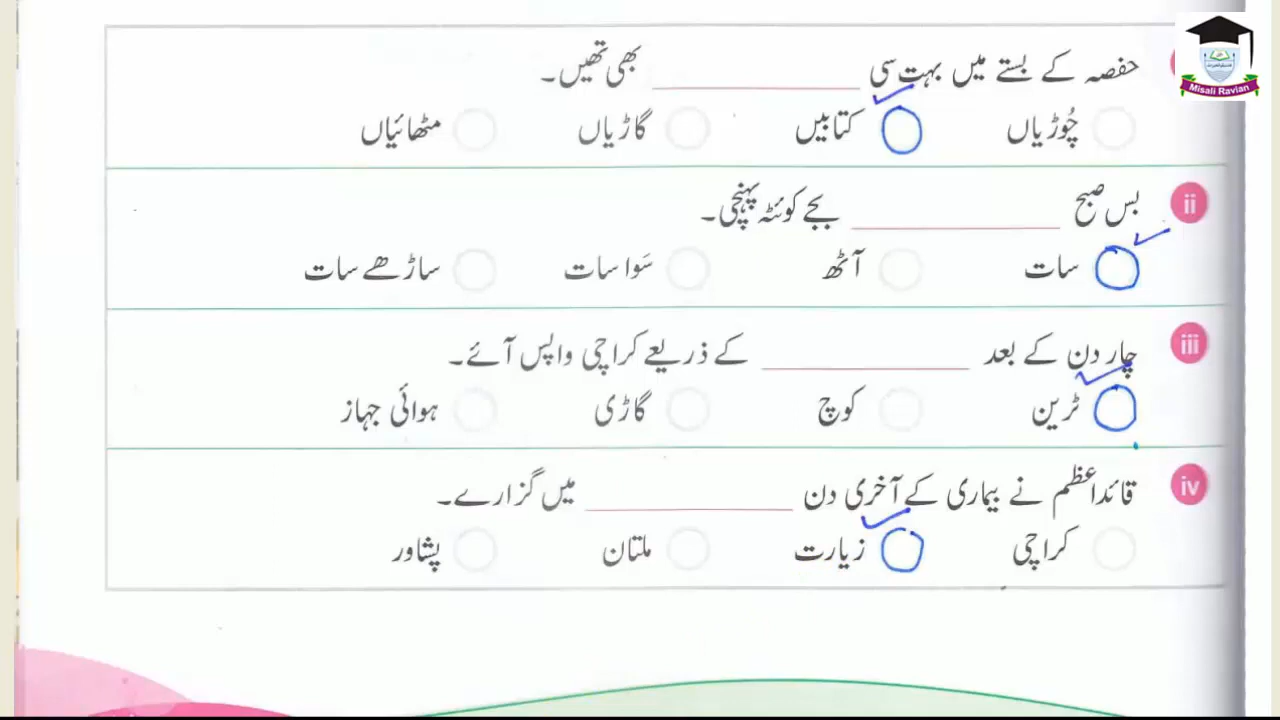 Misali Ravian
حفصہ کے بستے میں بہت سی ________ بھی تھیں۔
چُوڑیاں کتابیں گاڑیاں مٹھائیاں
ii بس صبح ________ بجے کوئٹہ پہنچی۔
سات آٹھ سَوا سات ساڑھے سات
iii چار دن کے بعد ________ کے ذریعے کراچی واپس آئے۔
ٹرین کوچ گاڑی ہوائی جہاز
iv قائداعظم نے بیماری کے آخری دن ________ میں گزارے۔
کراچی زیارت ملتان پشاور